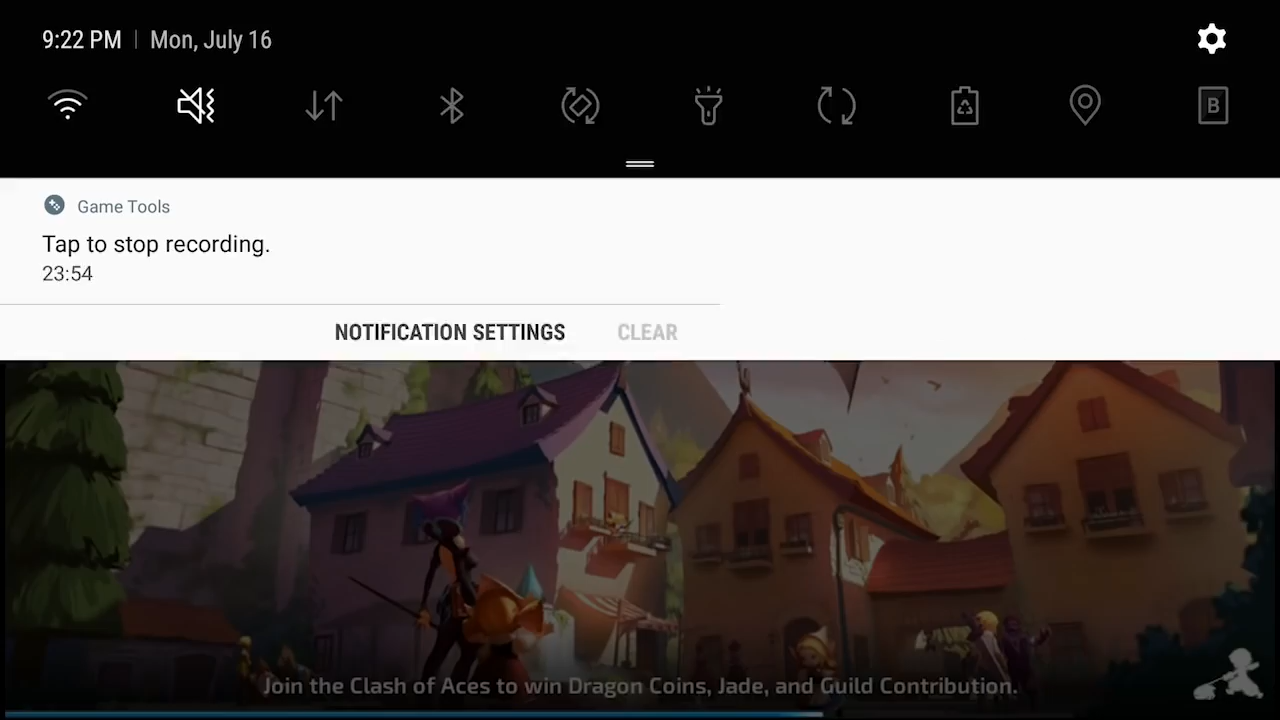 9:22 PM | Mon, July 16
B
Game Tools
Tap to stop recording.
23:54
NOTIFICATION SETTINGS CLEAR
Join the Clash of Aces to win Dragon Coins, Jade, and Guild Contribution.